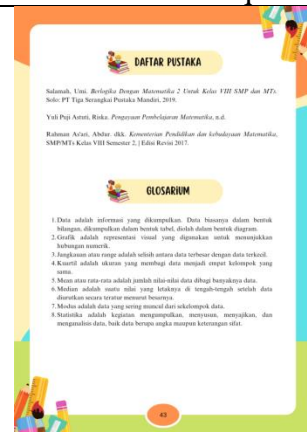 DAFTAR PUSTAKA
Salamah, Umi. Berlogika Dengan Matematika 2 Untuk Kelas VIII SMP dan MTs.
Solo: PT Tiga Serangkai Pustaka Mandiri, 2019.
Yuli Puji Astuti, Riska. Pengayaan Pembelajaran Matematika, n.d.
Rahman As'ari, Abdur. dkk. Kementerian Pendidikan dan kebudayaan Matematika,
SMP/MTs Kelas VIII Semester 2. | Edisi Revisi 2017.
GLOSARIUM
1. Data adalah informasi yang dikumpulkan. Data biasanya dalam bentuk
bilangan, dikumpulkan dalam bentuk tabel, diolah dalam bentuk diagram.
2. Grafik adalah representasi visual yang digunakan untuk menunjukkan
hubungan numerik.
3. Jangkauan atau range adalah selisih antara data terbesar dengan data terkecil.
4. Kuartil adalah ukuran yang membagi data menjadi empat kelompok yang
sama.
5. Mean atau rata-rata adalah jumlah nilai-nilai data dibagi banyaknya data.
6. Median adalah suatu nilai yang letaknya di tengah-tengah setelah data
diurutkan secara teratur menurut besarnya.
7. Modus adalah data yang sering muncul dari sekelompok data.
8. Statistika adalah kegiatan mengumpulkan, menyusun, menyajikan, dan
menganalisis data, baik data berupa angka maupun keterangan sifat.
43